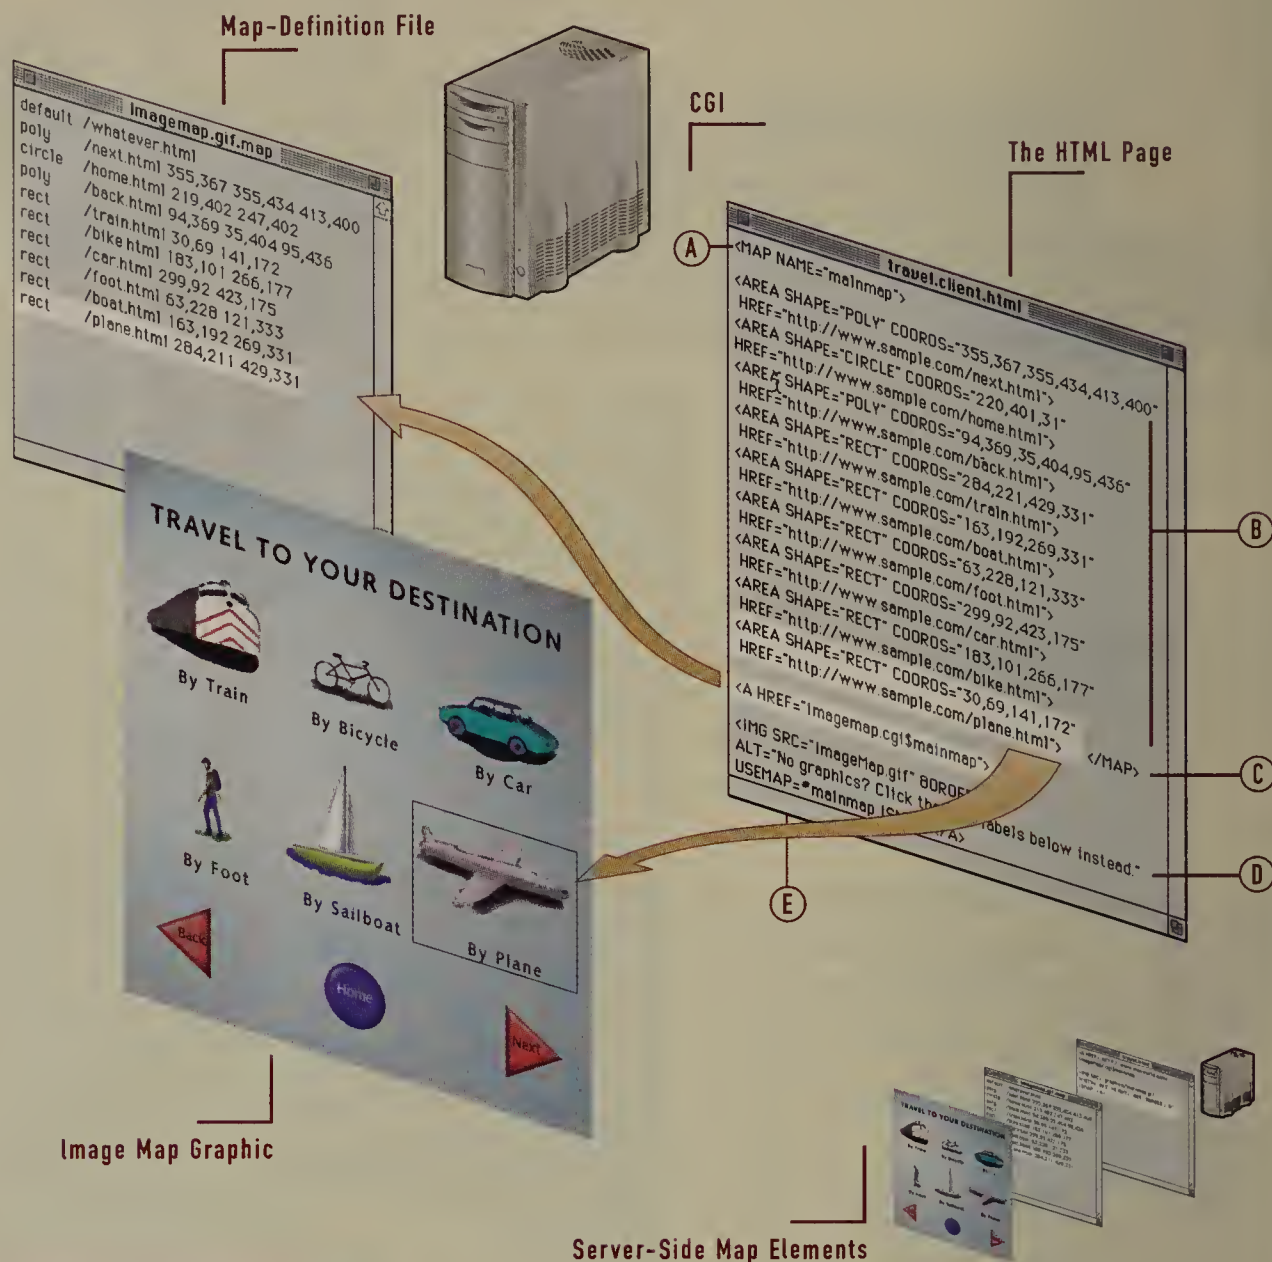 Map-Definition File
imagemap.gif.map
default /whatever.html
poly /next.html 355,367 355,434 413,400
circle /home.html 219,402 247,402
poly /back.html 94,369 35,404 95,436
rect /train.html 30,69 141,172
rect /bike.html 183,101 266,177
rect /car.html 299,92 423,175
rect /foot.html 63,228 121,333
rect /boat.html 163,192 269,331
rect /plane.html 284,211 429,331
CGI
The HTML Page
travel.client.html
A
<MAP NAME="mainmap">
<AREA SHAPE="POLY" COOROS="355,367,355,434,413,400"
HREF="http://www.sample.com/next.html">
<AREA SHAPE="CIRCLE" COOROS="220,401,31"
HREF="http://www.sample.com/home.html">
<AREA SHAPE="POLY" COOROS="94,369,35,404,95,436"
HREF="http://www.sample.com/back.html">
<AREA SHAPE="RECT" COOROS="284,221,429,331"
HREF="http://www.sample.com/train.html">
<AREA SHAPE="RECT" COOROS="163,192,269,331"
HREF="http://www.sample.com/boat.html">
<AREA SHAPE="RECT" COOROS="63,228,121,333"
HREF="http://www.sample.com/foot.html">
<AREA SHAPE="RECT" COOROS="299,92,423,175"
HREF="http://www.sample.com/car.html">
<AREA SHAPE="RECT" COOROS="183,101,266,177"
HREF="http://www.sample.com/bike.html">
<AREA SHAPE="RECT" COOROS="30,69,141,172"
HREF="http://www.sample.com/plane.html"> </MAP>
<A HREF="imagemap.cgi$mainmap">
<IMG SRC="imageMap.gif"
ALT="No graphics? Click the labels below instead."
USEMAP="#mainmap /A>
B
C
D
E
TRAVEL TO YOUR DESTINATION
By Train
By Bicycle
By Car
By Foot
By Sailboat
By Plane
Back
Home
Next
Image Map Graphic
TRAVEL TO YOUR DESTINATION
Server-Side Map Elements